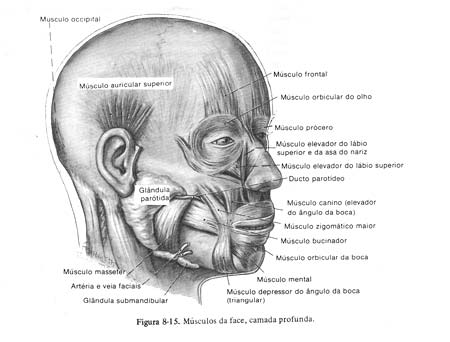 Musculo occipital
Músculo auricular superior
Músculo frontal
Músculo orbicular do olho
Músculo prócero
Músculo elevador do lábio
superior e da asa do nariz
Músculo elevador do lábio superior
Ducto parotídeo
Glândula
parótida
Músculo canino (elevador
do ângulo da boca)
Músculo zigomático maior
Músculo bucinador
Músculo orbicular da boca
Músculo masseter
Músculo mental
Artéria e veia faciais
Glândula submandibular
Músculo depressor do ângulo da boca
(triangular)
Figura 8-15. Músculos da face, camada profunda.